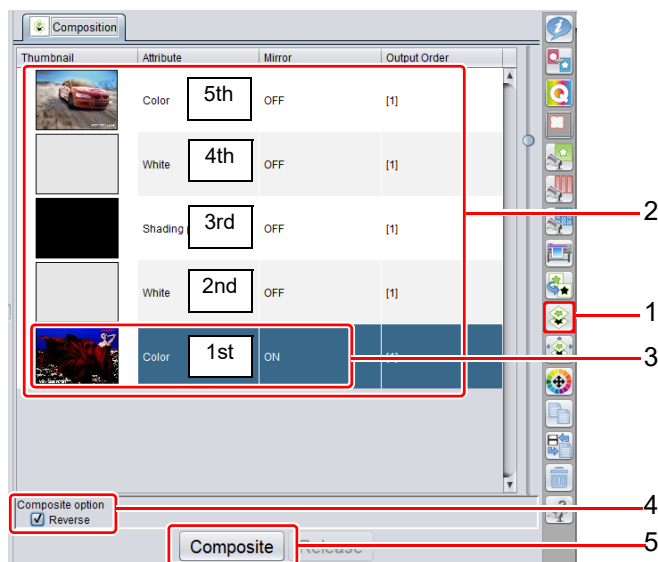 Composition
Thumbnail Attribute Mirror Output Order
Color 5th OFF [1]
White 4th OFF [1]
Shading 3rd OFF [1]
White 2nd OFF [1]
Color 1st ON
2
1
3
Composite option
Reverse
4
Composite Release
5